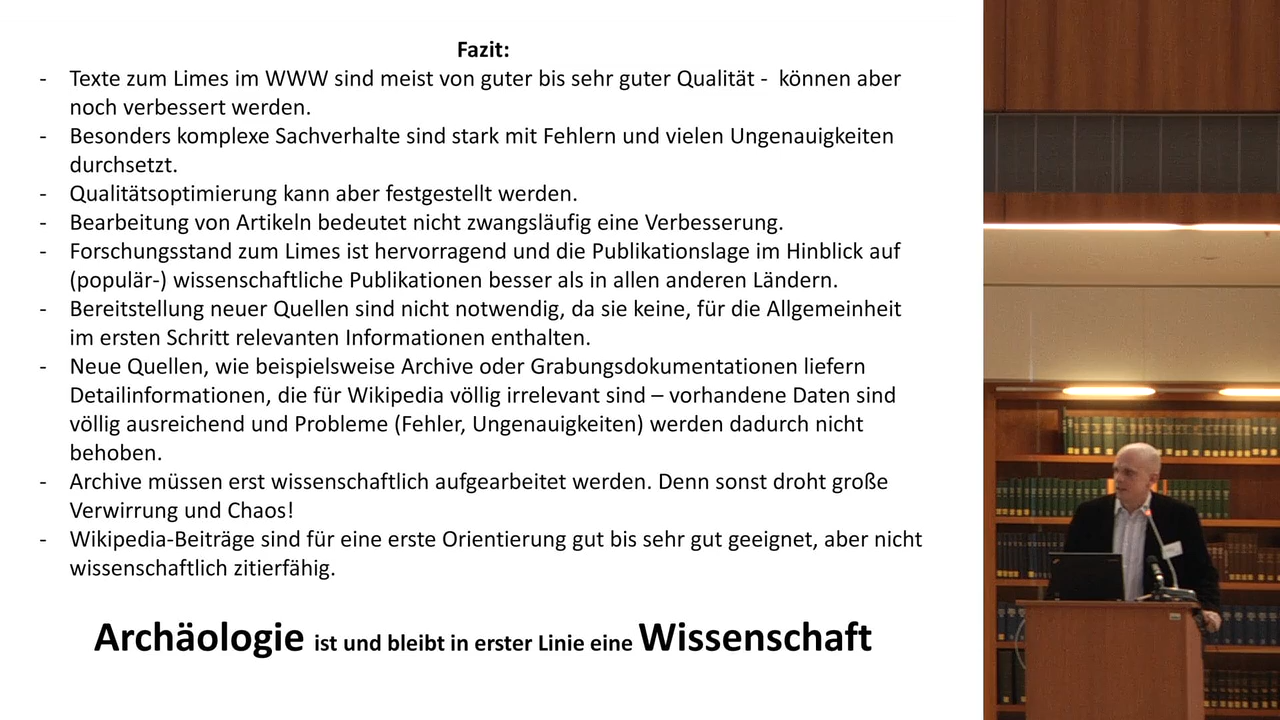 Fazit:
- Texte zum Limes im WWW sind meist von guter bis sehr guter Qualität - können aber
noch verbessert werden.
- Besonders komplexe Sachverhalte sind stark mit Fehlern und vielen Ungenauigkeiten
durchsetzt.
- Qualitätsoptimierung kann aber festgestellt werden.
- Bearbeitung von Artikeln bedeutet nicht zwangsläufig eine Verbesserung.
- Forschungsstand zum Limes ist hervorragend und die Publikationslage im Hinblick auf
(populär-) wissenschaftliche Publikationen besser als in allen anderen Ländern.
- Bereitstellung neuer Quellen sind nicht notwendig, da sie keine, für die Allgemeinheit
im ersten Schritt relevanten Informationen enthalten.
- Neue Quellen, wie beispielsweise Archive oder Grabungsdokumentationen liefern
Detailinformationen, die für Wikipedia völlig irrelevant sind – vorhandene Daten sind
völlig ausreichend und Probleme (Fehler, Ungenauigkeiten) werden dadurch nicht
behoben.
- Archive müssen erst wissenschaftlich aufgearbeitet werden. Denn sonst droht große
Verwirrung und Chaos!
- Wikipedia-Beiträge sind für eine erste Orientierung gut bis sehr gut geeignet, aber nicht
wissenschaftlich zitierfähig.
Archäologie ist und bleibt in erster Linie eine Wissenschaft